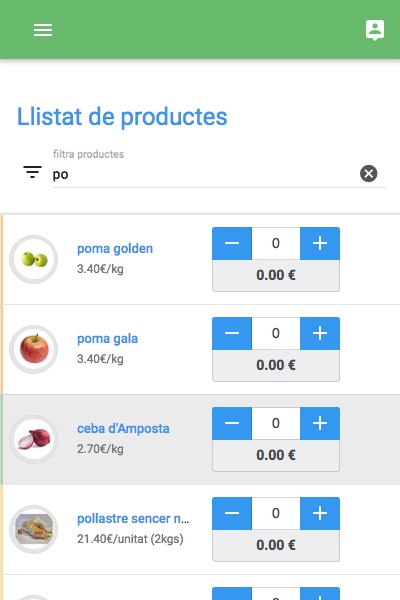 Llistat de productes
filtra productes
po
poma golden
3.40€/kg
0
0.00 €
poma gala
3.40€/kg
0
0.00 €
ceba d'Amposta
2.70€/kg
0
0.00 €
pollastre sencer n...
21.40€/unitat (2kgs)
0
0.00 €